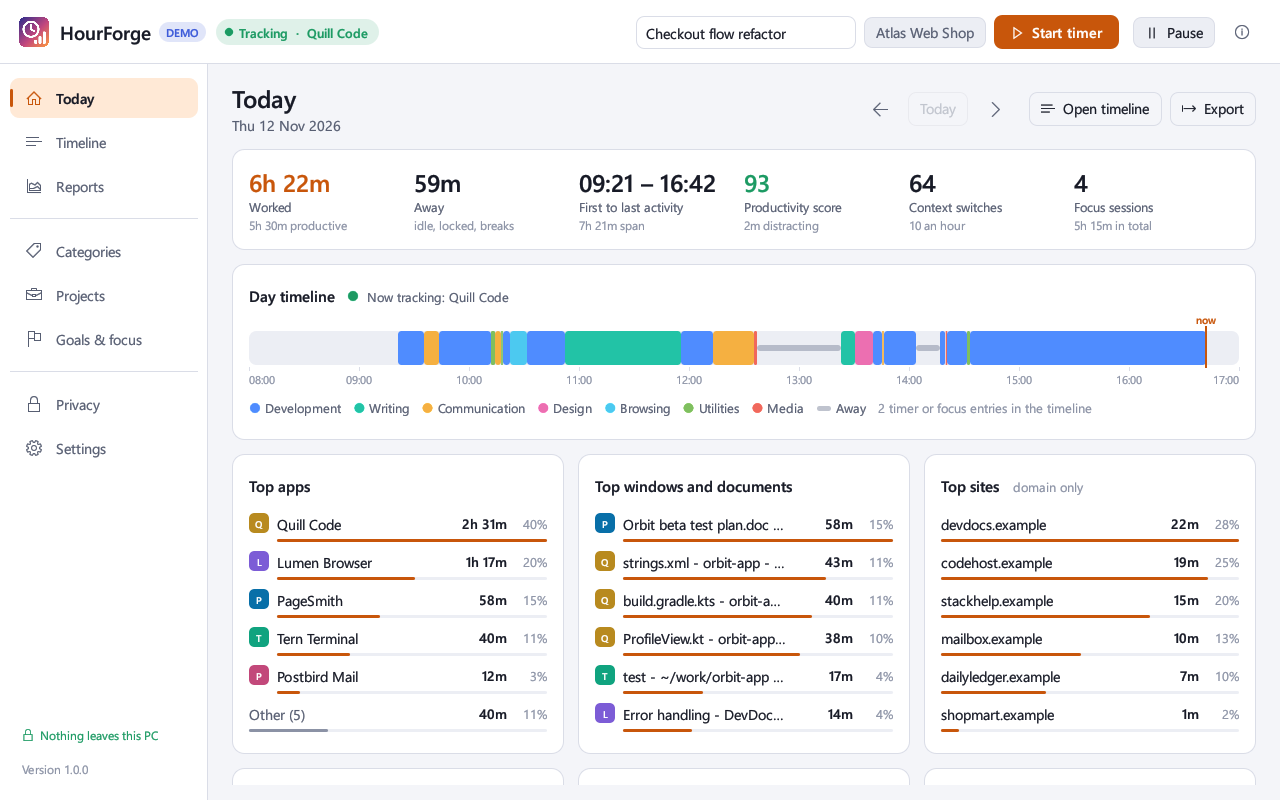 HourForge DEMO Tracking · Quill Code Checkout flow refactor Atlas Web Shop Start timer Pause
Today
Timeline
Reports
Categories
Projects
Goals & focus
Privacy
Settings
Nothing leaves this PC
Version 1.0.0
Today
Thu 12 Nov 2026
Today Open timeline Export
6h 22m 59m 09:21 – 16:42 93 64 4
Worked Away First to last activity Productivity score Context switches Focus sessions
5h 30m productive idle, locked, breaks 7h 21m span 2m distracting 10 an hour 5h 15m in total
Day timeline Now tracking: Quill Code
now
08:00 09:00 10:00 11:00 12:00 13:00 14:00 15:00 16:00 17:00
Development Writing Communication Design Browsing Utilities Media Away 2 timer or focus entries in the timeline
Top apps
Q Quill Code 2h 31m 40%
L Lumen Browser 1h 17m 20%
P PageSmith 58m 15%
T Tern Terminal 40m 11%
P Postbird Mail 12m 3%
Other (5) 40m 11%
Top windows and documents
P Orbit beta test plan.doc ... 58m 15%
Q strings.xml - orbit-app - ... 43m 11%
Q build.gradle.kts - orbit-a... 40m 11%
Q ProfileView.kt - orbit-app... 38m 10%
T test - ~/work/orbit-app ... 17m 4%
L Error handling - DevDoc... 14m 4%
Top sites domain only
devdocs.example 22m 28%
codehost.example 19m 25%
stackhelp.example 15m 20%
mailbox.example 10m 13%
dailyledger.example 7m 10%
shopmart.example 1m 2%